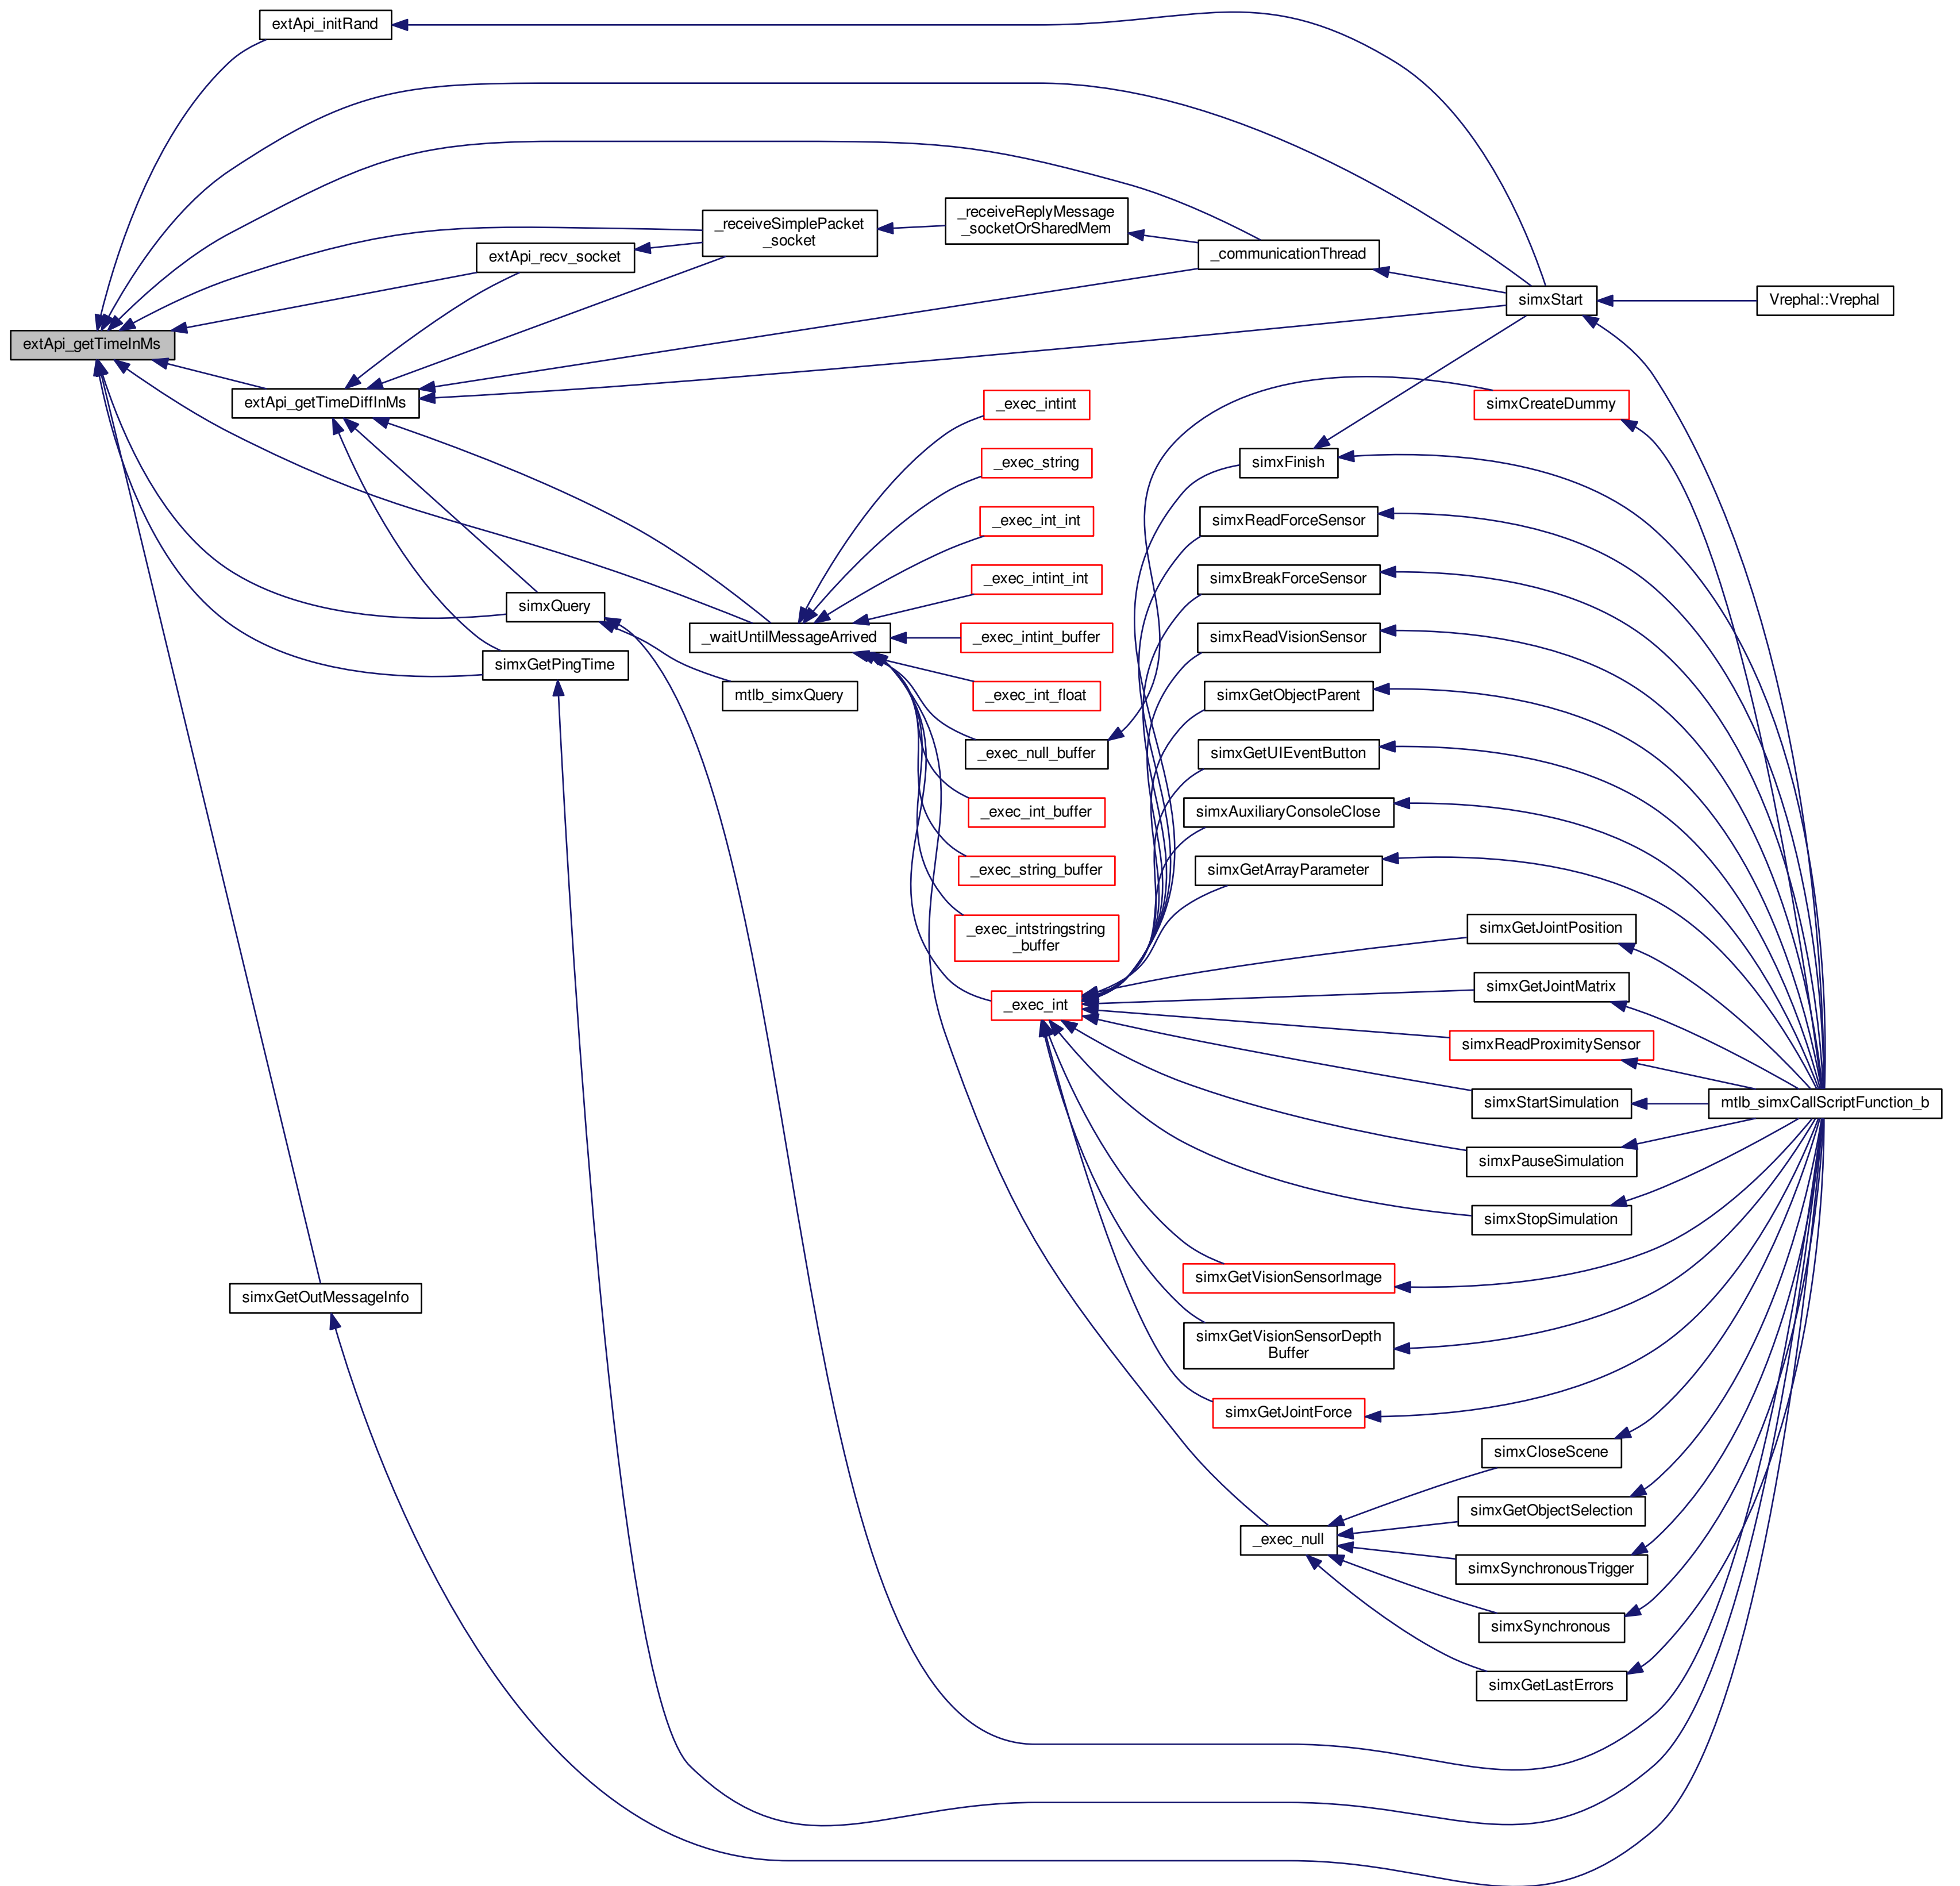 extApi_initRand
_receiveSimplePacket
_socket
_receiveReplyMessage
_socketOrSharedMem
extApi_recv_socket
_communicationThread
simxStart
Vrephal::Vrephal
extApi_getTimeInMs
extApi_getTimeDiffInMs
_exec_intint
simxCreateDummy
_exec_string
simxFinish
_exec_int_int
simxReadForceSensor
_exec_intint_int
simxBreakForceSensor
simxQuery
_waitUntilMessageArrived
_exec_intint_buffer
simxReadVisionSensor
simxGetPingTime
mtlb_simxQuery
_exec_int_float
simxGetObjectParent
_exec_null_buffer
simxGetUIEventButton
_exec_int_buffer
simxAuxiliaryConsoleClose
_exec_string_buffer
simxGetArrayParameter
_exec_intstringstring
_buffer
simxGetJointPosition
simxGetJointMatrix
_exec_int
simxReadProximitySensor
simxStartSimulation
mtlb_simxCallScriptFunction_b
simxPauseSimulation
simxStopSimulation
simxGetOutMessageInfo
simxGetVisionSensorImage
simxGetVisionSensorDepth
Buffer
simxGetJointForce
simxCloseScene
simxGetObjectSelection
_exec_null
simxSynchronousTrigger
simxSynchronous
simxGetLastErrors